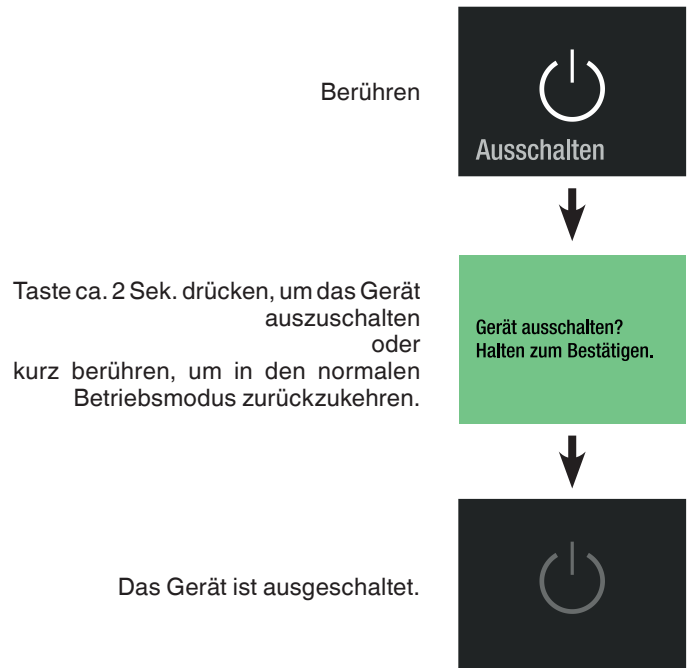 Berühren
Ausschalten
Taste ca. 2 Sek. drücken, um das Gerät
auszuschalten
oder
kurz berühren, um in den normalen
Betriebsmodus zurückzukehren.
Gerät ausschalten?
Halten zum Bestätigen.
Das Gerät ist ausgeschaltet.